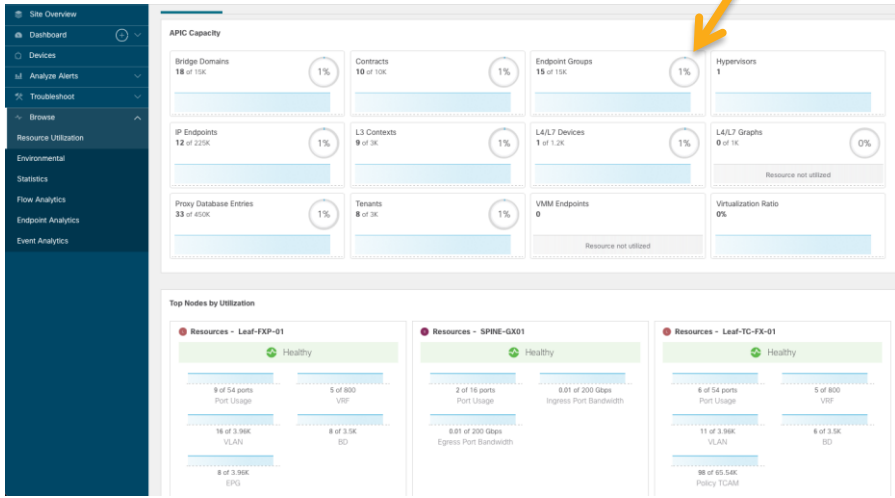 Site Overview
Dashboard
Devices
Analyze Alerts
Troubleshoot
Browse
Resource Utilization
Environmental
Statistics
Flow Analytics
Endpoint Analytics
Event Analytics
APIC Capacity
Bridge Domains
18 of 15K
1%
Contracts
10 of 10K
1%
Endpoint Groups
15 of 15K
1%
Hypervisors
1
IP Endpoints
12 of 225K
1%
L3 Contexts
9 of 3K
1%
L4/L7 Devices
1 of 1.2K
1%
L4/L7 Graphs
0 of 1K
0%
Resource not utilized
Proxy Database Entries
33 of 450K
1%
Tenants
8 of 3K
1%
VMM Endpoints
0
Resource not utilized
Virtualization Ratio
0%
Top Nodes by Utilization
Resources - Leaf-FXP-01
Healthy
9 of 54 ports
Port Usage
5 of 800
VRF
16 of 3.96K
VLAN
8 of 3.5K
BD
8 of 3.96K
EPG
Resources - SPINE-GX01
Healthy
2 of 16 ports
Port Usage
0.01 of 200 Gbps
Ingress Port Bandwidth
0.01 of 200 Gbps
Egress Port Bandwidth
Resources - Leaf-TC-FX-01
Healthy
6 of 54 ports
Port Usage
5 of 800
VRF
11 of 3.96K
VLAN
6 of 3.5K
BD
98 of 65.54K
Policy TCAM